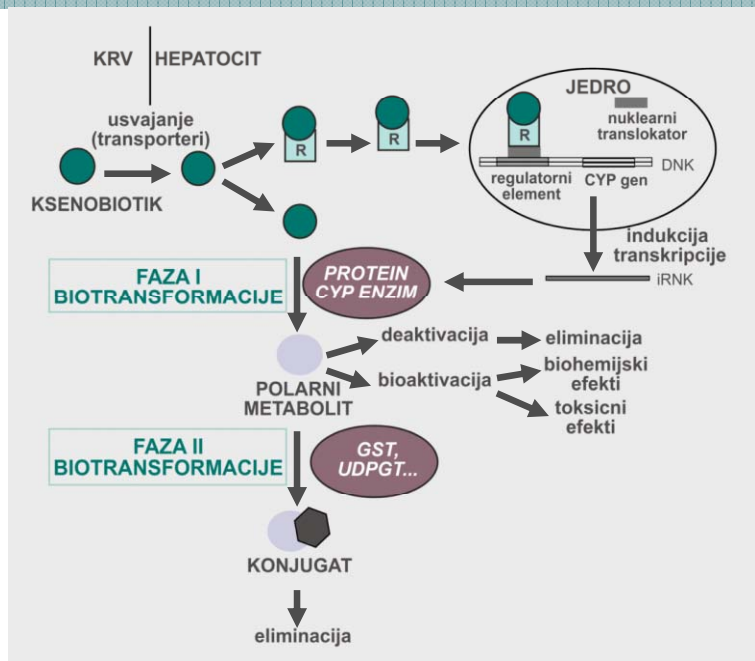 KRV HEPATOCIT
usvajanje
(transporteri)
KSENOBIOTIK
R
R
JEDRO
R
nuklearni
translokator
DNK
regulatorni
element
CYP gen
indukcija
transkripcije
iRNK
FAZA I
BIOTRANSFORMACIJE
PROTEIN
CYP ENZIM
POLARNI
METABOLIT
deaktivacija
eliminacija
bioaktivacija
biohemijski
efekti
toksicni
efekti
FAZA II
BIOTRANSFORMACIJE
GST,
UDPGT...
KONJUGAT
eliminacija